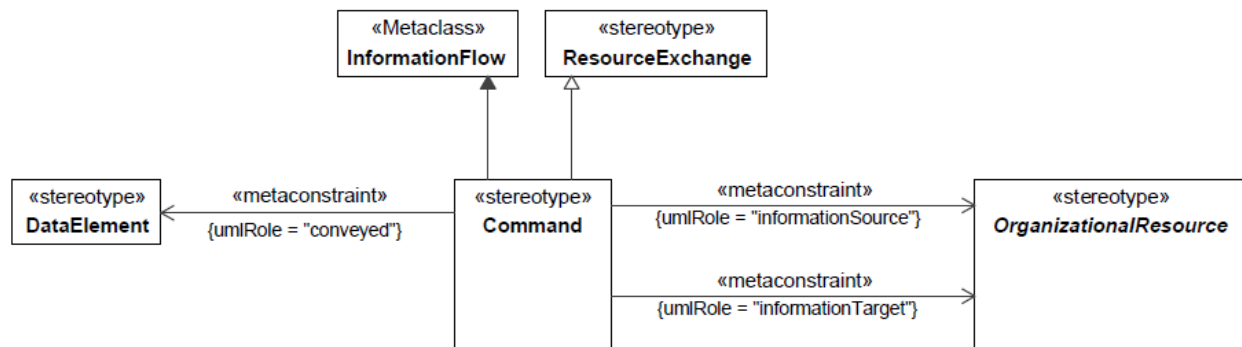 «Metaclass»
InformationFlow
«stereotype»
ResourceExchange
«stereotype»
DataElement
«metaconstraint»
{umlRole = "conveyed"}
«stereotype»
Command
«metaconstraint»
{umlRole = "informationSource"}
«metaconstraint»
{umlRole = "informationTarget"}
«stereotype»
OrganizationalResource